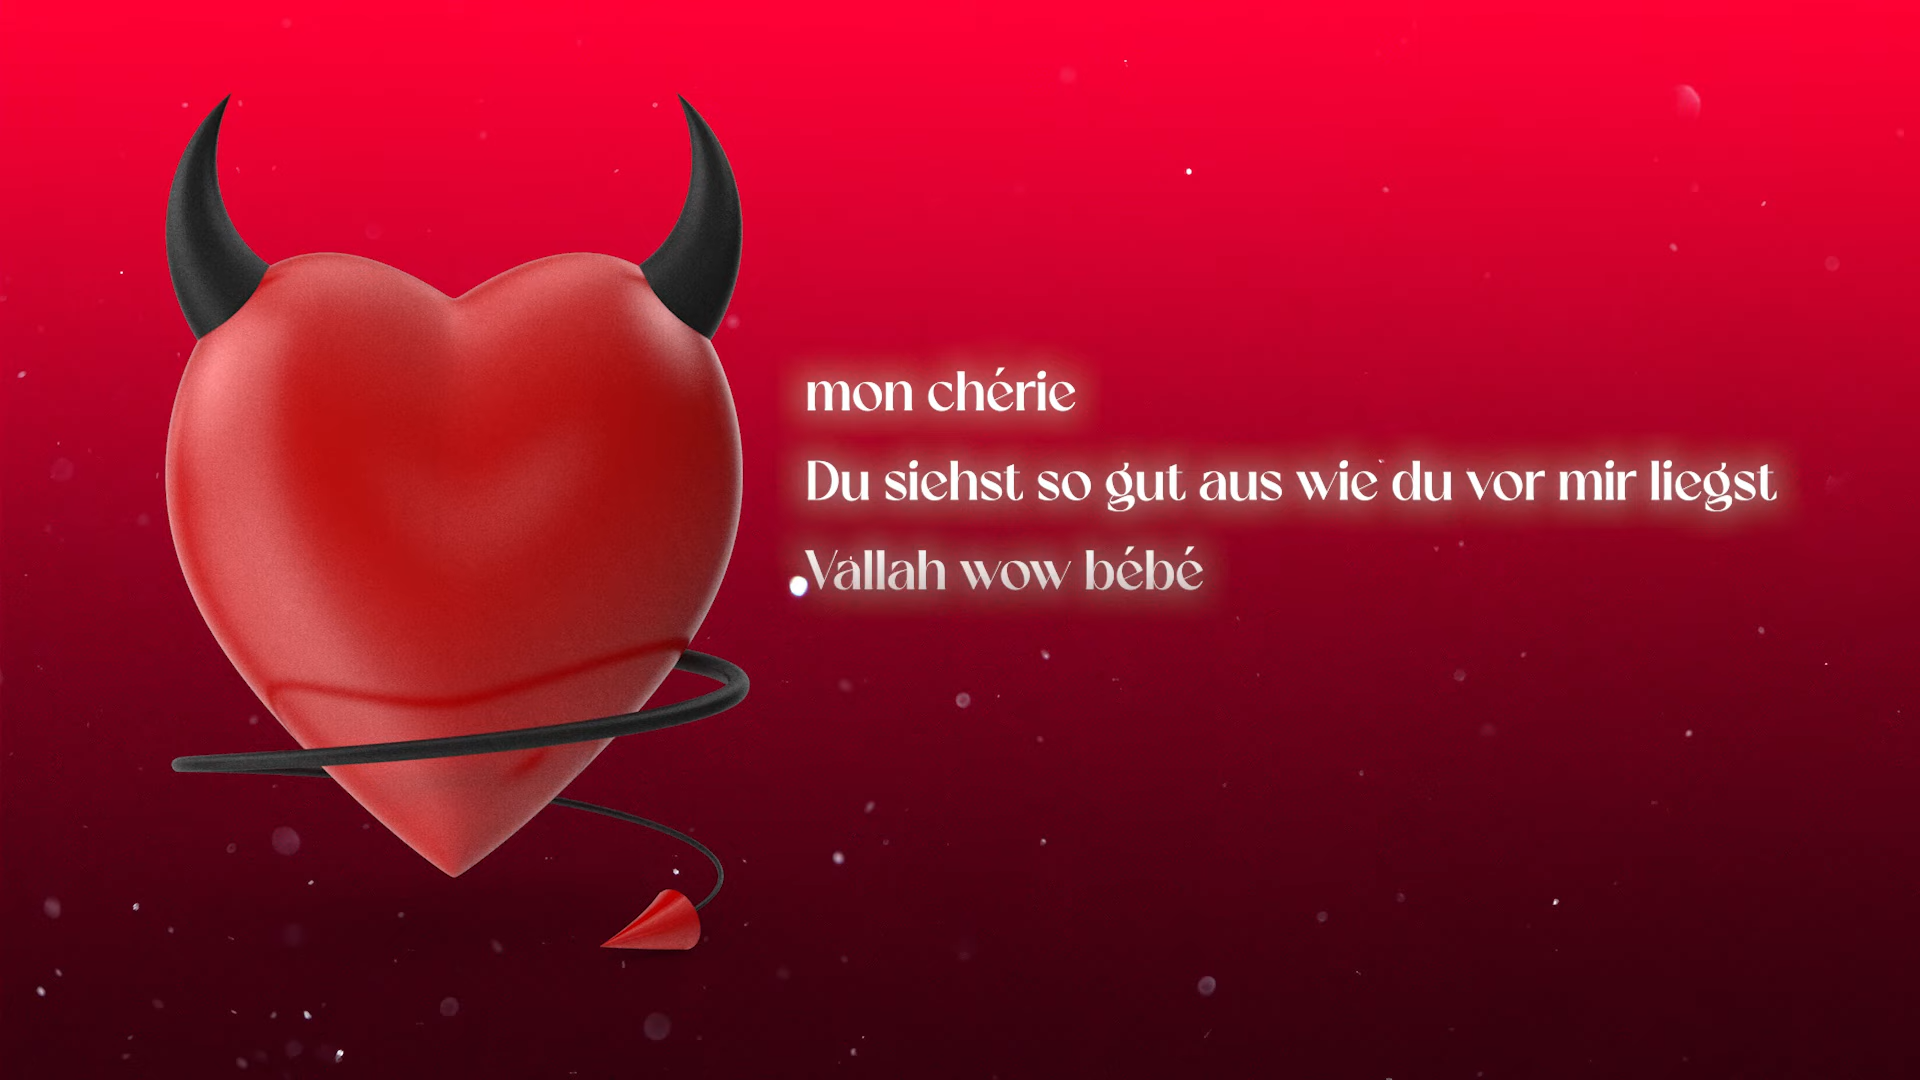 mon chérie
Du siehst so gut aus wie du vor mir liegst
Vallah wow bébé